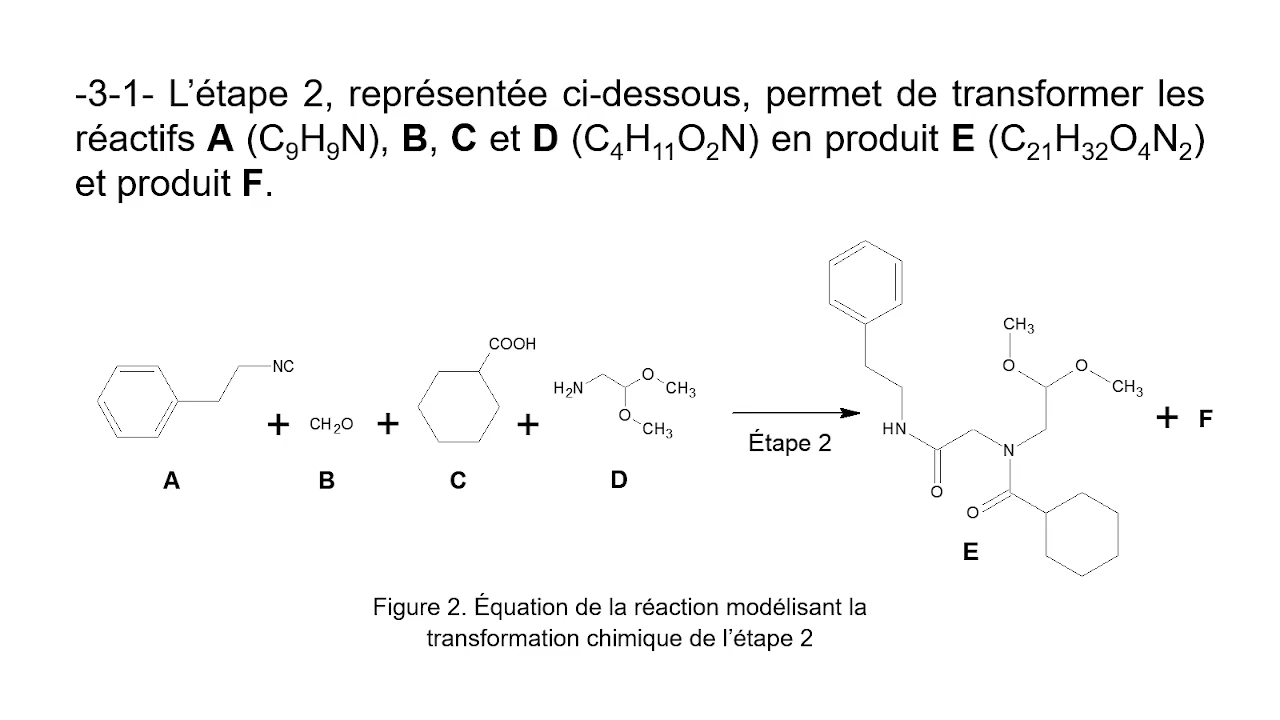 -3-1- L’étape 2, représentée ci-dessous, permet de transformer les
réactifs A (C₉H₉N), B, C et D (C₄H₁₁O₂N) en produit E (C₂₁H₃₂O₄N₂)
et produit F.
CH₃
COOH
NC
O
O
H₂N
O
CH₃
CH₃
O
CH₃
+
CH₂O
+
+
Étape 2
HN
N
+
F
A
B
C
D
O
O
E
Figure 2. Équation de la réaction modélisant la
transformation chimique de l’étape 2